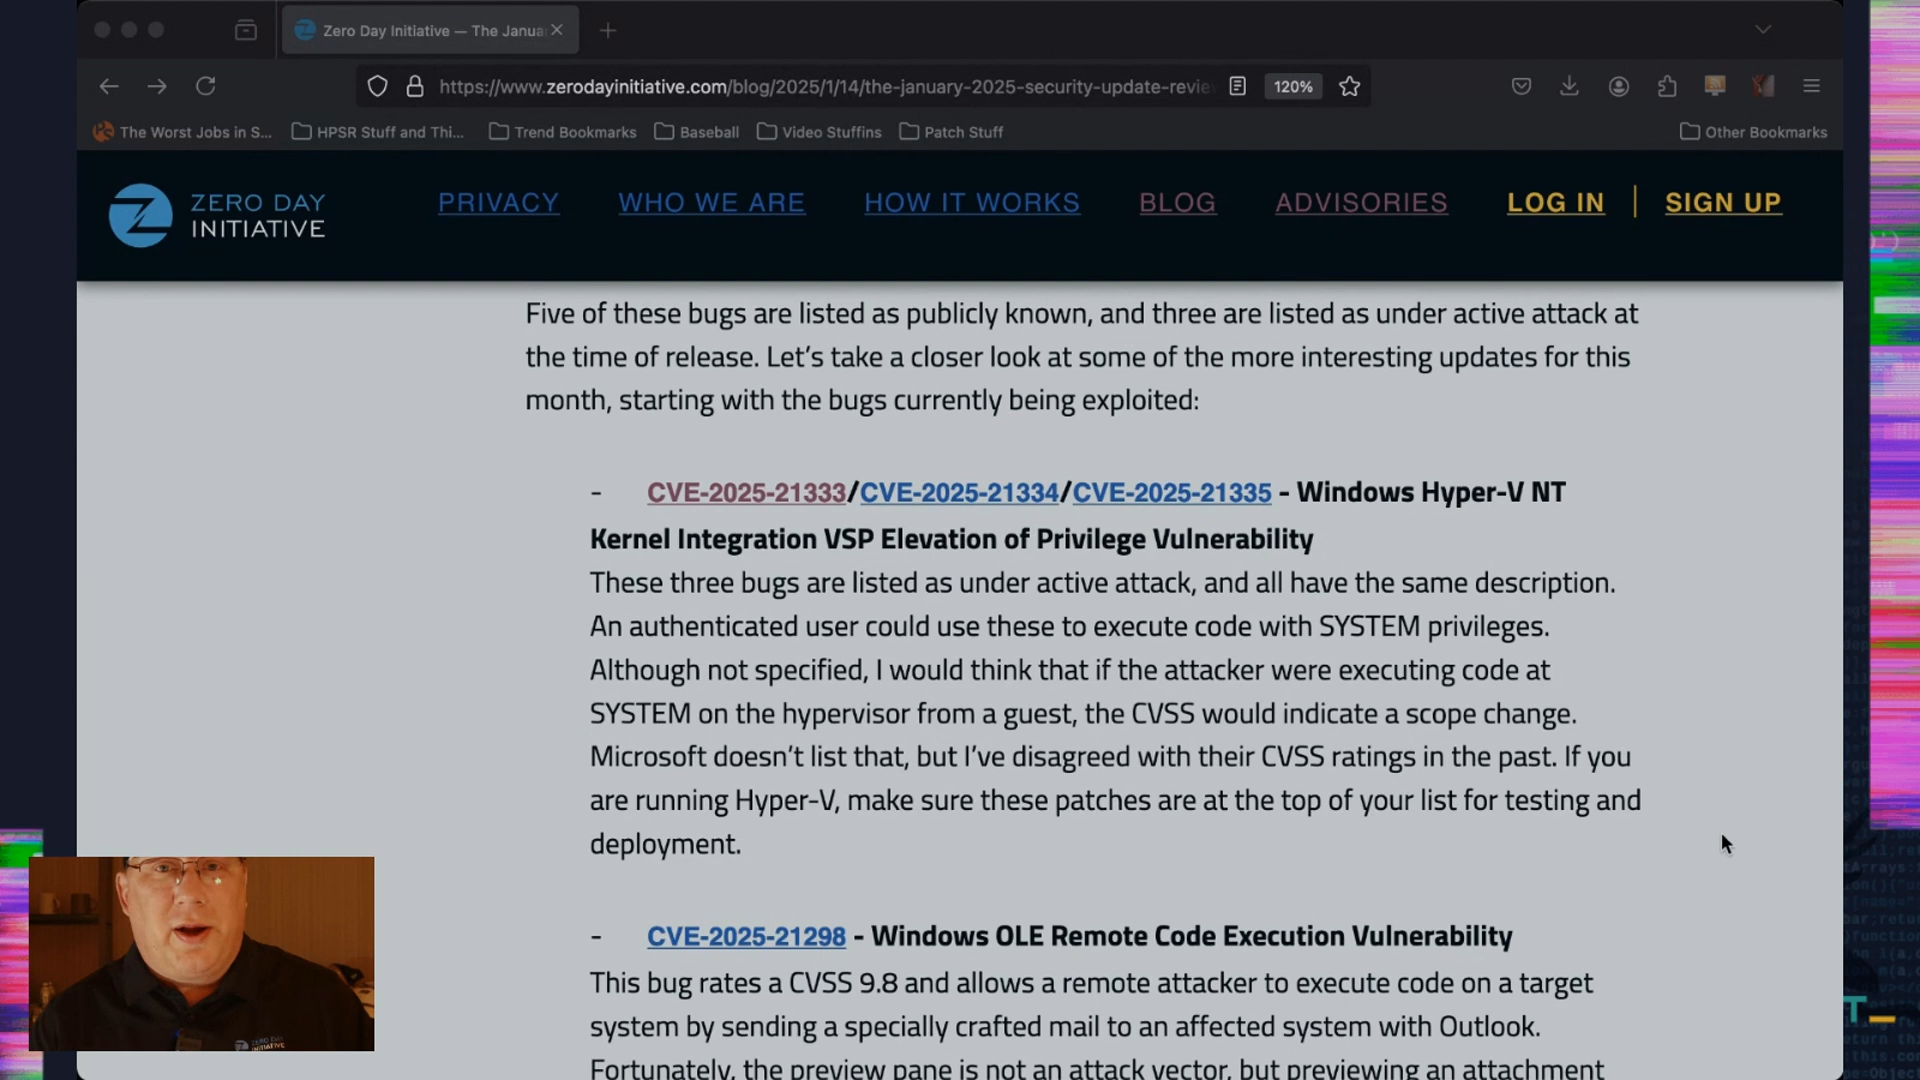 Zero Day Initiative — The Janua
https://www.zerodayinitiative.com/blog/2025/1/14/the-january-2025-security-update-revie
120%
The Worst Jobs in S...
HPSR Stuff and Thi...
Trend Bookmarks
Baseball
Video Stuffins
Patch Stuff
Other Bookmarks
ZERO DAY
INITIATIVE
PRIVACY
WHO WE ARE
HOW IT WORKS
BLOG
ADVISORIES
LOG IN
SIGN UP
Five of these bugs are listed as publicly known, and three are listed as under active attack at
the time of release. Let’s take a closer look at some of the more interesting updates for this
month, starting with the bugs currently being exploited:
- CVE-2025-21333/CVE-2025-21334/CVE-2025-21335 - Windows Hyper-V NT
Kernel Integration VSP Elevation of Privilege Vulnerability
These three bugs are listed as under active attack, and all have the same description.
An authenticated user could use these to execute code with SYSTEM privileges.
Although not specified, I would think that if the attacker were executing code at
SYSTEM on the hypervisor from a guest, the CVSS would indicate a scope change.
Microsoft doesn’t list that, but I’ve disagreed with their CVSS ratings in the past. If you
are running Hyper-V, make sure these patches are at the top of your list for testing and
deployment.
- CVE-2025-21298 - Windows OLE Remote Code Execution Vulnerability
This bug rates a CVSS 9.8 and allows a remote attacker to execute code on a target
system by sending a specially crafted mail to an affected system with Outlook.
Fortunately, the preview pane is not an attack vector, but previewing an attachment
ZERO DAY
INITIATIVE
T_